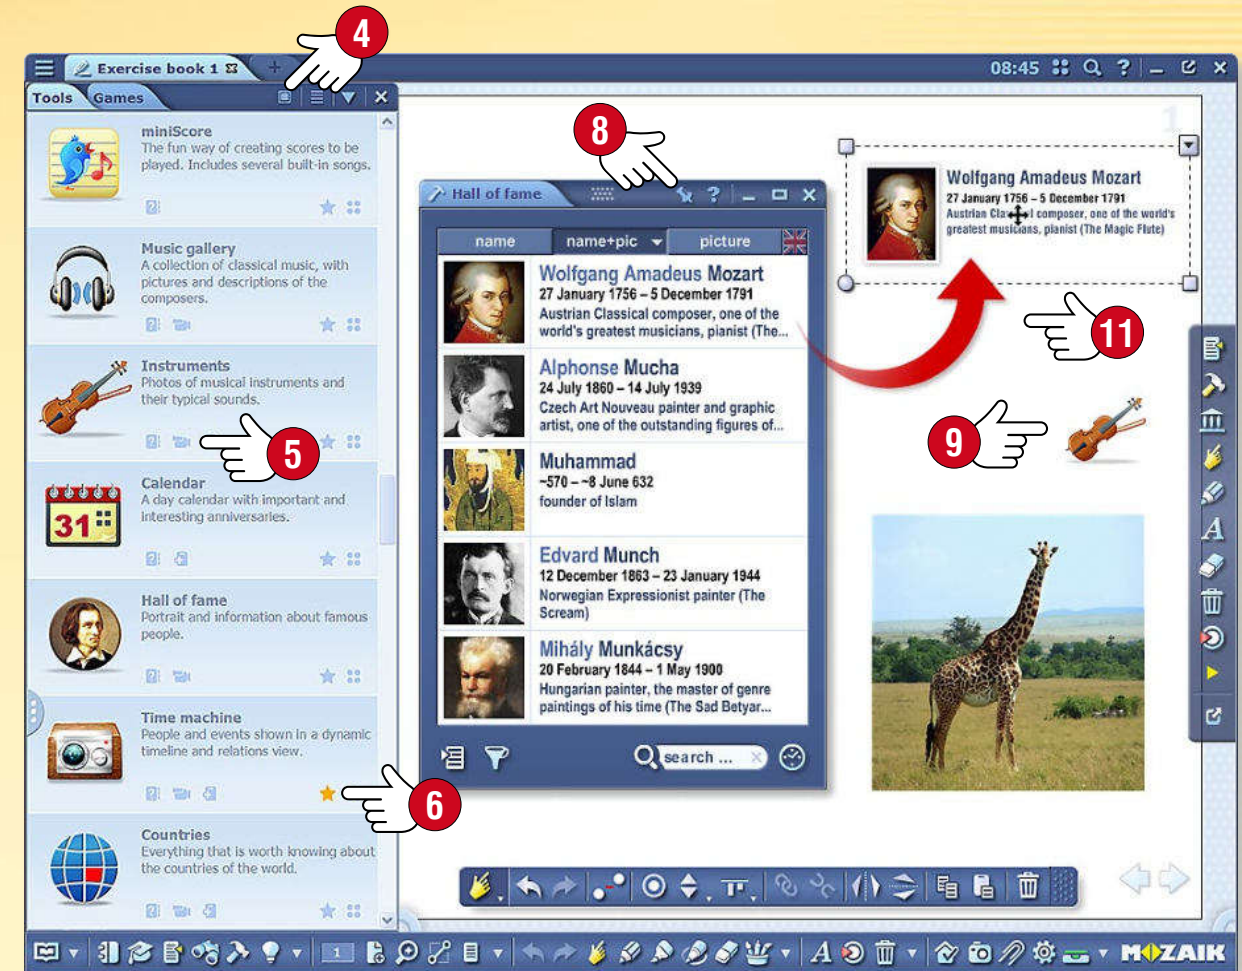 4
Exercise book 1
08:45
Tools
Games
miniScore
The fun way of creating scores to be
played. Includes several built-in songs.
Music gallery
A collection of classical music, with
pictures and descriptions of the
composers.
Instruments
Photos of musical instruments and
their typical sounds.
5
Calendar
A day calendar with important and
interesting anniversaries.
31
Hall of fame
Portrait and information about famous
people.
Time machine
People and events shown in a dynamic
timeline and relations view.
6
Countries
Everything that is worth knowing about
the countries of the world.
8
Hall of fame
name
name+pic
picture
Wolfgang Amadeus Mozart
27 January 1756 – 5 December 1791
Austrian Classical composer, one of the
world's greatest musicians, pianist (The...
Alphonse Mucha
24 July 1860 – 14 July 1939
Czech Art Nouveau painter and graphic
artist, one of the outstanding figures of...
Muhammad
~570 – ~8 June 632
founder of Islam
Edvard Munch
12 December 1863 – 23 January 1944
Norwegian Expressionist painter (The
Scream)
Mihály Munkácsy
20 February 1844 – 1 May 1900
Hungarian painter, the master of genre
paintings of his time (The Sad Betyar...
search ...
1
Wolfgang Amadeus Mozart
27 January 1756 – 5 December 1791
Austrian l composer, one of the world's
greatest musicians, pianist (The Magic Flute)
11
9
A
1
A
MOZAIK